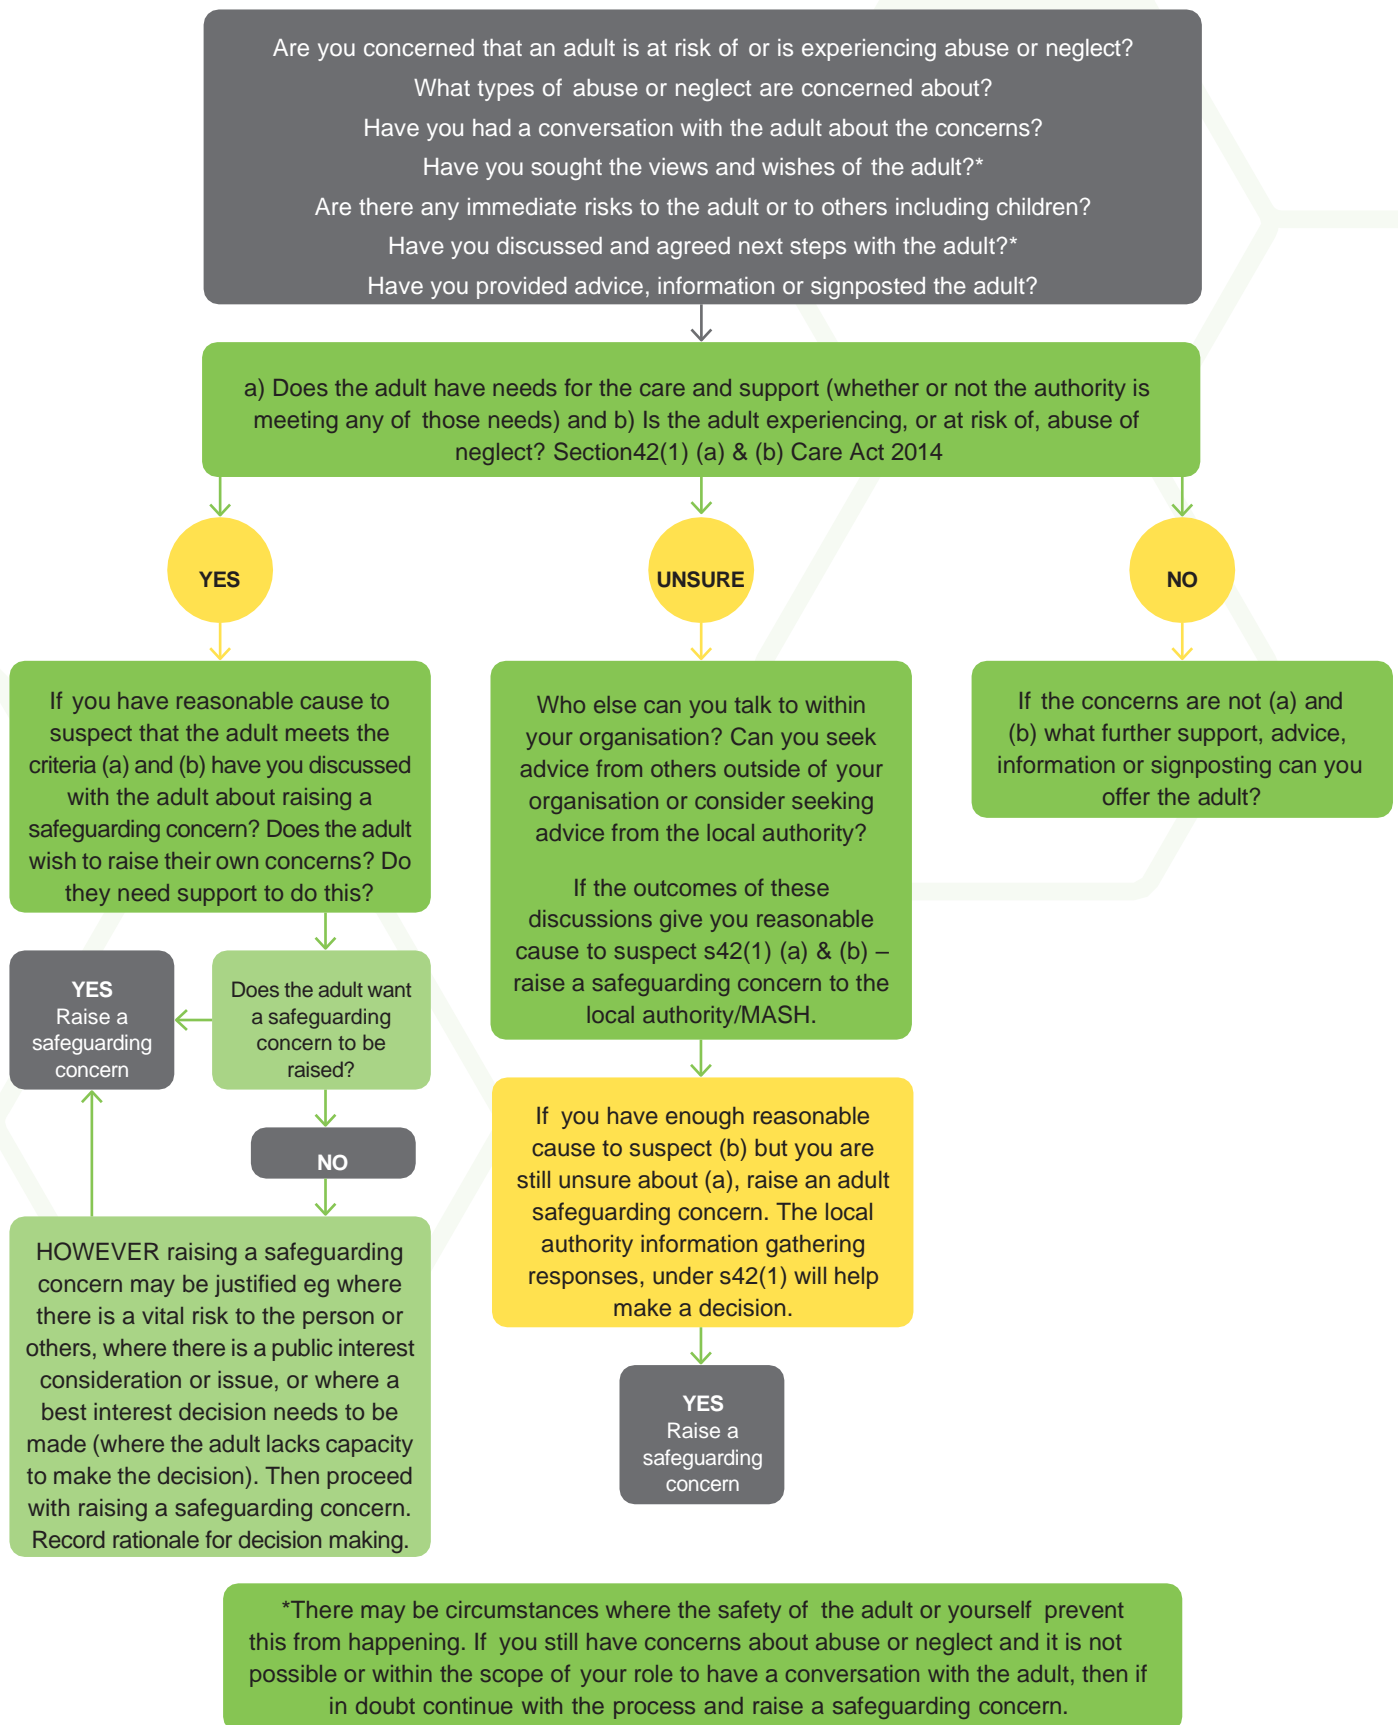 Are you concerned that an adult is at risk of or is experiencing abuse or neglect?
What types of abuse or neglect are concerned about?
Have you had a conversation with the adult about the concerns?
Have you sought the views and wishes of the adult?*
Are there any immediate risks to the adult or to others including children?
Have you discussed and agreed next steps with the adult?*
Have you provided advice, information or signposted the adult?
a) Does the adult have needs for the care and support (whether or not the authority is
meeting any of those needs) and b) Is the adult experiencing, or at risk of, abuse of
neglect? Section42(1) (a) & (b) Care Act 2014
YES
UNSURE
NO
If you have reasonable cause to
suspect that the adult meets the
criteria (a) and (b) have you discussed
with the adult about raising a
safeguarding concern? Does the adult
wish to raise their own concerns? Do
they need support to do this?
Who else can you talk to within
your organisation? Can you seek
advice from others outside of your
organisation or consider seeking
advice from the local authority?
If the outcomes of these
discussions give you reasonable
cause to suspect s42(1) (a) & (b) –
raise a safeguarding concern to the
local authority/MASH.
If the concerns are not (a) and
(b) what further support, advice,
information or signposting can you
offer the adult?
YES
Raise a
safeguarding
concern
Does the adult want
a safeguarding
concern to be
raised?
NO
HOWEVER raising a safeguarding
concern may be justified eg where
there is a vital risk to the person or
others, where there is a public interest
consideration or issue, or where a
best interest decision needs to be
made (where the adult lacks capacity
to make the decision). Then proceed
with raising a safeguarding concern.
Record rationale for decision making.
If you have enough reasonable
cause to suspect (b) but you are
still unsure about (a), raise an adult
safeguarding concern. The local
authority information gathering
responses, under s42(1) will help
make a decision.
YES
Raise a
safeguarding
concern
*There may be circumstances where the safety of the adult or yourself prevent
this from happening. If you still have concerns about abuse or neglect and it is not
possible or within the scope of your role to have a conversation with the adult, then if
in doubt continue with the process and raise a safeguarding concern.